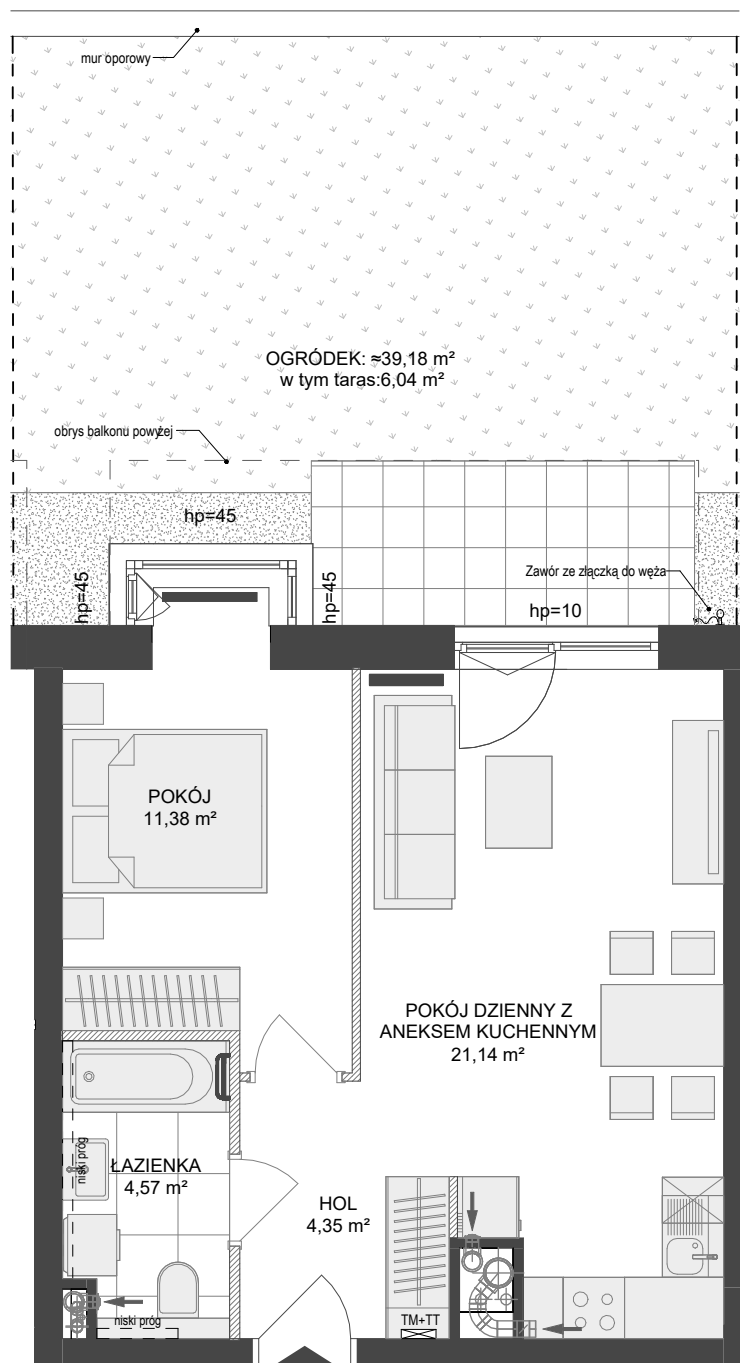 mur oporowy
OGRÓDEK: ≈39,18 m²
w tym taras:6,04 m²
obrys balkonu powyżej
hp=45
hp=45
hp=45
Zawór ze złączką do węża
hp=10
POKÓJ
11,38 m²
POKÓJ DZIENNY Z
ANEKSEM KUCHENNYM
21,14 m²
niski próg
ŁAZIENKA
4,57 m²
HOL
4,35 m²
niski próg
TM+TT